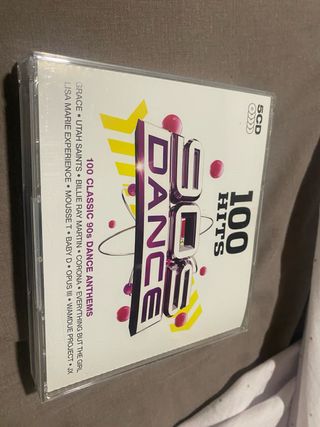 5CD
100
HITS
90s
DANCE
100 CLASSIC 90s DANCE ANTHEMS
GRACE • UTAH SAINTS • BILLIE RAY MARTIN • CORONA • EVERYTHING BUT THE GIRL
LISA MARIE EXPERIENCE • MOUSSE T • BABY D • OPUS III • WAMDUE PROJECT • JX